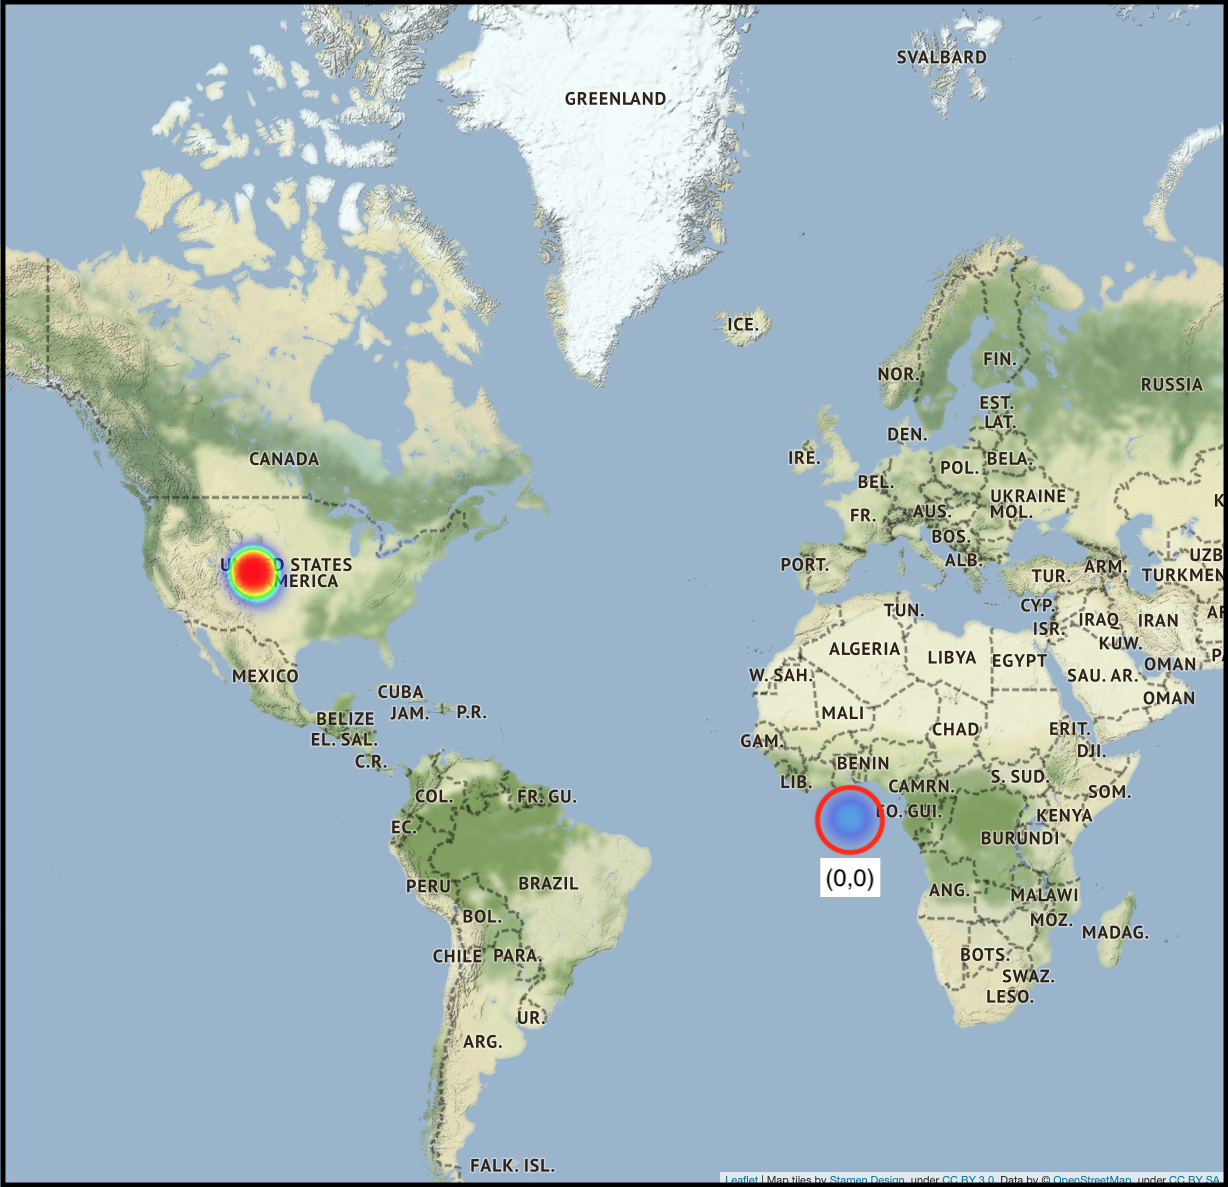 SVALBARD
GREENLAND
ICE.
FIN.
NOR.
RUSSIA
EST.
LAT.
DEN.
CANADA
IRE.
POL.
BELA.
BEL.
UKRAINE
FR.
AUS.
MOL.
BOS.
UZB
PORT.
ALB.
ARM.
STATES
TUR.
TURKMEN
MERICA
CYP.
TUN.
ISR.
IRAQ
IRAN
AF
KUW.
ALGERIA
LIBYA
EGYPT
OMAN
MEXICO
W. SAH.
SAU. AR.
CUBA
OMAN
JAM.
P.R.
MALI
BELIZE
CHAD
ERIT.
EL. SAL.
GAM.
DJI.
C.R.
BENIN
LIB.
CAMRN.
S. SUD.
COL.
FR. GU.
SOM.
EC.
GUI.
KENYA
BURUNDI
(0,0)
PERU
BRAZIL
ANG.
MALAWI
BOL.
MOZ.
MADAG.
CHILE
PARA.
BOTS.
SWAZ.
LESO.
UR.
ARG.
FALK. ISL.
Leaflet | Map tiles by Stamen Design, under CC BY 3.0. Data by © OpenStreetMap, under CC BY SA